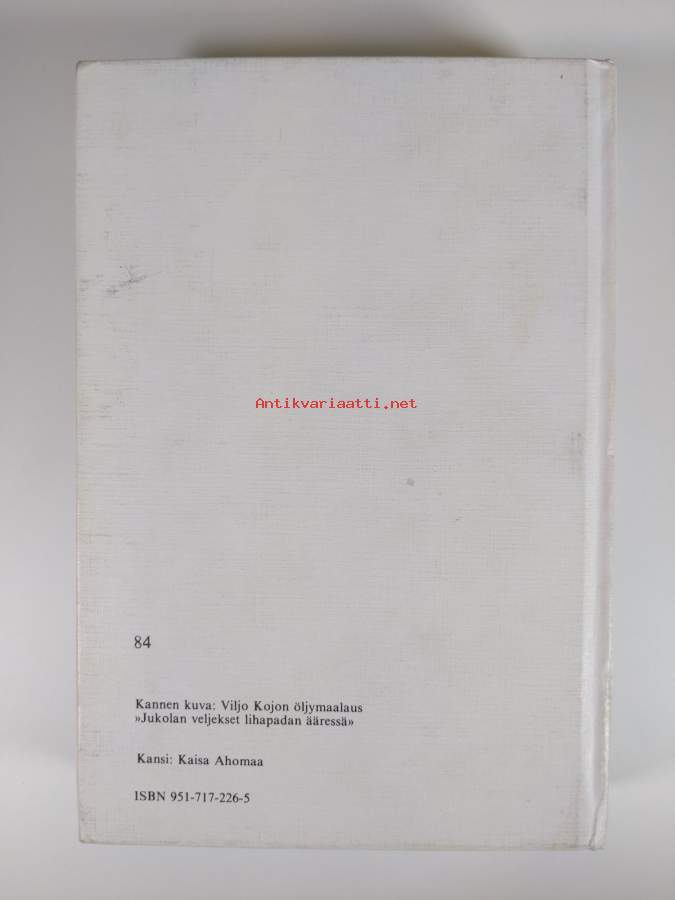 Antikvariaatti.net
84
Kannen kuva: Viljo Kojon öljymaalaus
»Jukolan veljekset lihapadan ääressä»
Kansi: Kaisa Ahomaa
ISBN 951-717-226-5